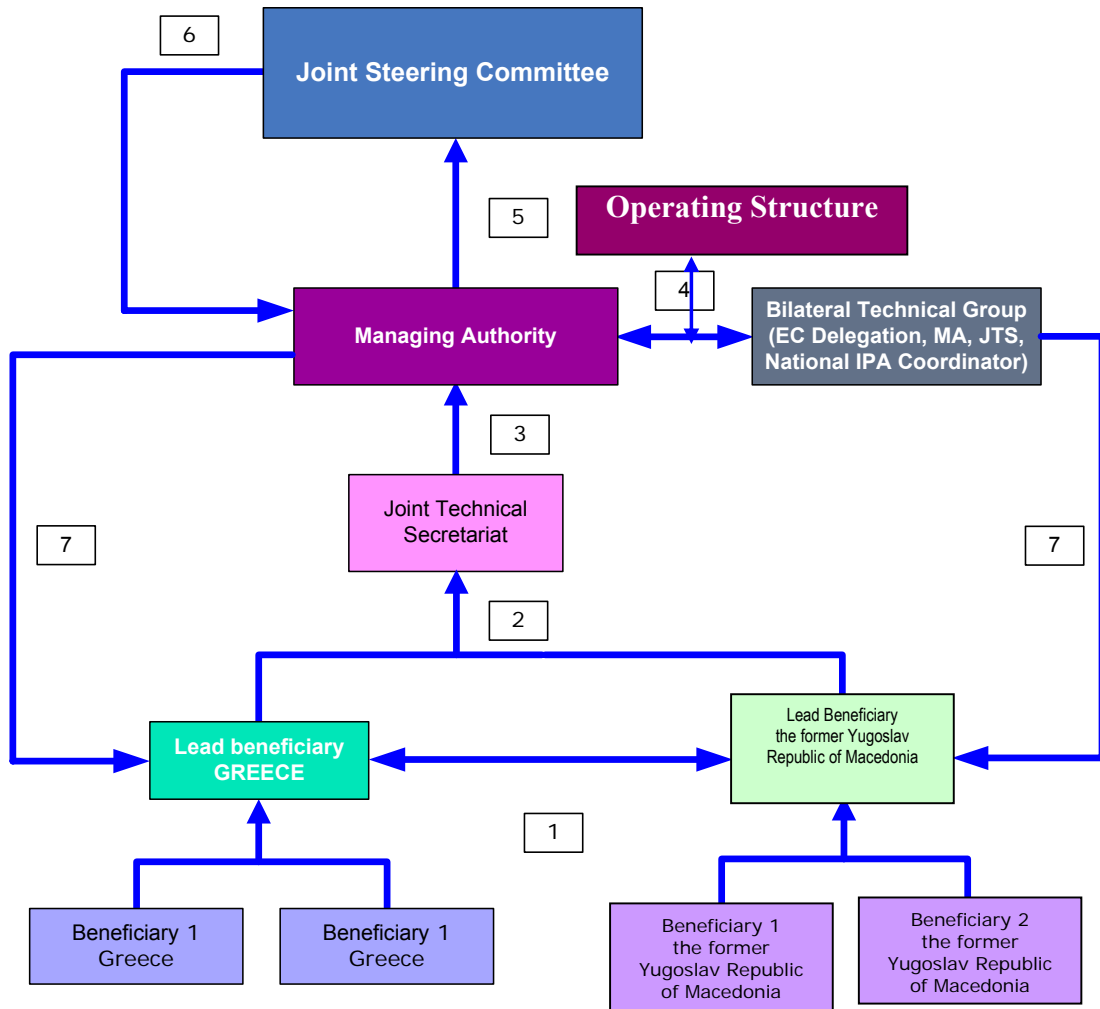 6
Joint Steering Committee
5
Operating Structure
4
Managing Authority
Bilateral Technical Group
(EC Delegation, MA, JTS,
National IPA Coordinator)
3
Joint Technical
Secretariat
7
7
2
Lead beneficiary
GREECE
Lead Beneficiary
the former Yugoslav
Republic of Macedonia
1
Beneficiary 1
Greece
Beneficiary 1
Greece
Beneficiary 1
the former
Yugoslav Republic
of Macedonia
Beneficiary 2
the former
Yugoslav Republic
of Macedonia